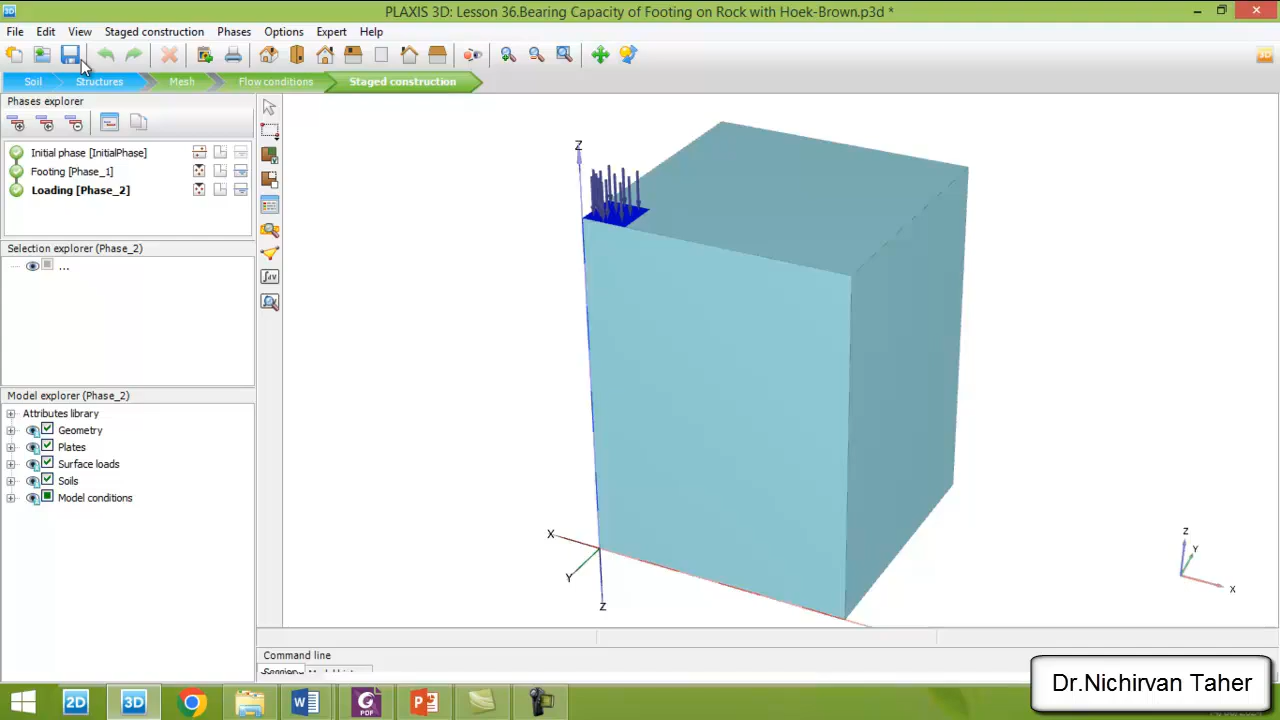 PLAXIS 3D: Lesson 36.Bearing Capacity of Footing on Rock with Hoek-Brown.p3d *
File Edit View Staged construction Phases Options Expert Help
Soil Structures Mesh Flow conditions Staged construction
Phases explorer
Initial phase [InitialPhase]
Footing [Phase_1]
Loading [Phase_2]
Selection explorer (Phase_2)
...
Model explorer (Phase_2)
Attributes library
Geometry
Plates
Surface loads
Soils
Model conditions
Z
X
Y
Z
Z
Y
X
Command line
Session
2D 3D
Dr.Nichirvan Taher